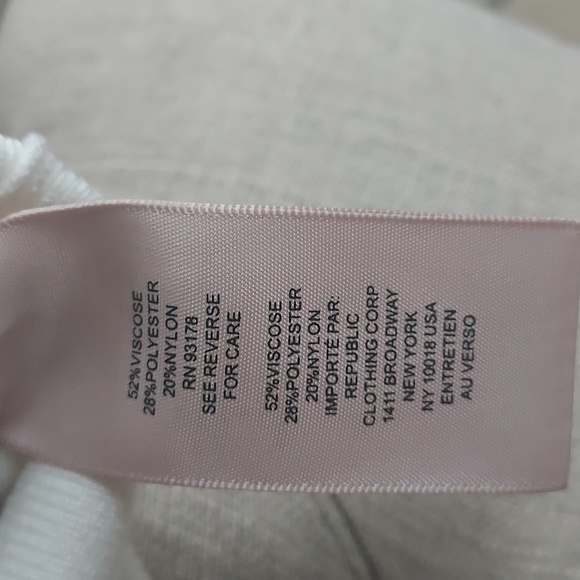 52%VISCOSE
28%POLYESTER
20%NYLON
RN 93178
SEE REVERSE
FOR CARE
52%VISCOSE
28%POLYESTER
20%NYLON
IMPORTÉ PAR:
REPUBLIC
CLOTHING CORP
1411 BROADWAY
NEW YORK
NY 10018 USA
ENTRETIEN
AU VERSO